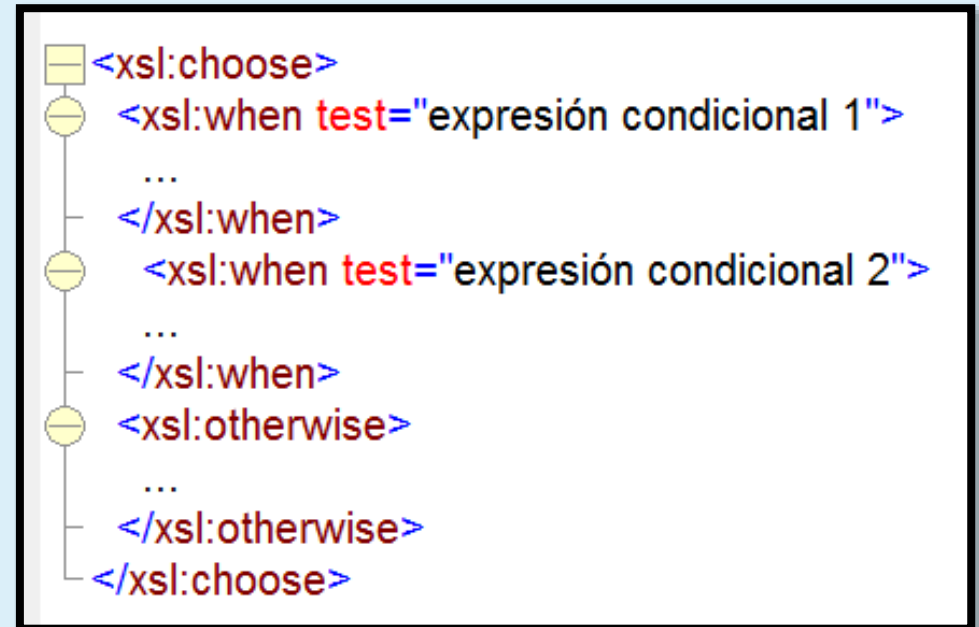 <xsl:choose>
<xsl:when test="expresión condicional 1">
...
</xsl:when>
<xsl:when test="expresión condicional 2">
...
</xsl:when>
<xsl:otherwise>
...
</xsl:otherwise>
</xsl:choose>